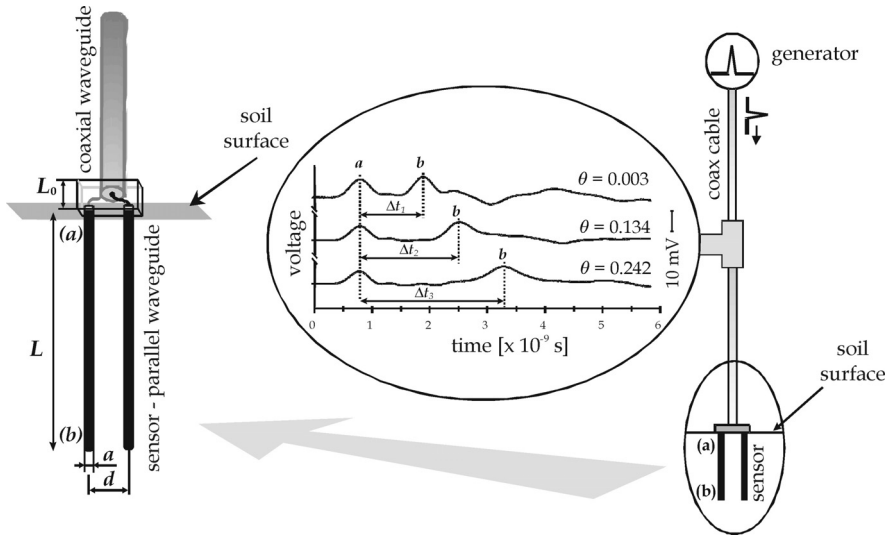 coaxial waveguide
soil
surface
L₀
(a)
L
(b)
a
d
sensor - parallel waveguide
voltage
a
b
θ = 0.003
Δt₁
b
θ = 0.134
Δt₂
b
θ = 0.242
Δt₃
10 mV
0 1 2 3 4 5 6
time [x 10⁻⁹ s]
generator
coax cable
soil
surface
(a)
(b)
sensor